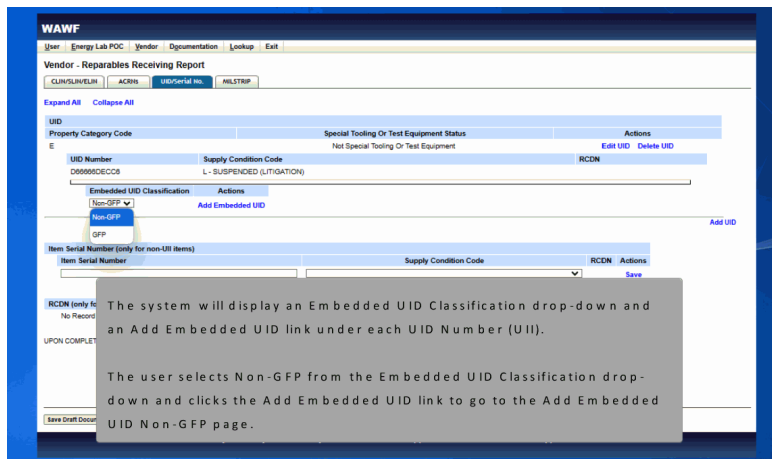 WAWF
User Energy Lab POC Vendor Documentation Lookup Exit
Vendor - Reparables Receiving Report
CLIN/SLIN/ELIN ACRNs UID/Serial No. MILSTRIP
Expand All Collapse All
UID
Property Category Code Special Tooling Or Test Equipment Status Actions
E Not Special Tooling Or Test Equipment Edit UID Delete UID
UID Number Supply Condition Code RCDN
D66666DECC6 L - SUSPENDED (LITIGATION)
Embedded UID Classification Actions
Non-GFP Add Embedded UID
Non-GFP
GFP
Add UID
Item Serial Number (only for non-UII items)
Item Serial Number Supply Condition Code RCDN Actions
Save
RCDN (only fo
No Record
UPON COMPLET
The system will display an Embedded UID Classification drop-down and
an Add Embedded UID link under each UID Number (UII).
The user selects Non-GFP from the Embedded UID Classification drop-
down and clicks the Add Embedded UID link to go to the Add Embedded
UID Non-GFP page.
Save Draft Docum